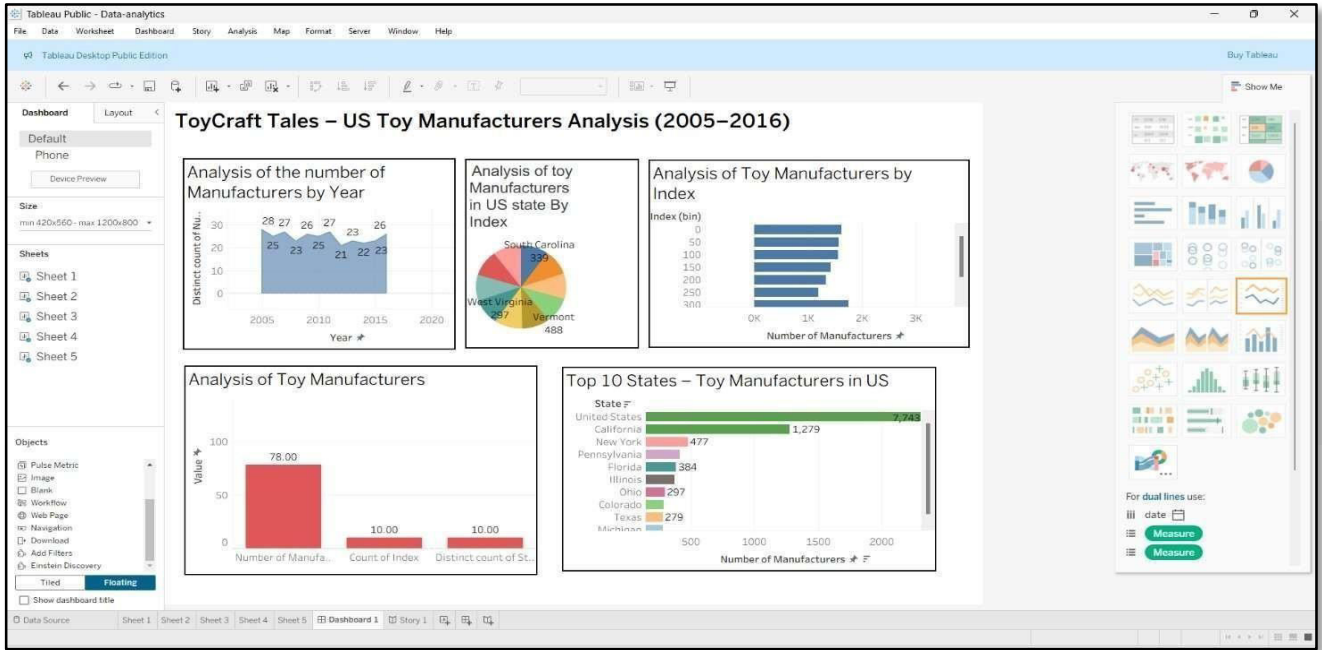 Tableau Public - Data-analytics
File Data Worksheet Dashboard Story Analysis Map Format Server Window Help
Tableau Desktop Public Edition
Buy Tableau
Show Me
Dashboard Layout
Default
Phone
Device Preview
Size
min 420x560 - max 1200x800
Sheets
Sheet 1
Sheet 2
Sheet 3
Sheet 4
Sheet 5
Objects
Pulse Metric
Image
Blank
Workflow
Web Page
Navigation
Download
Add Filters
Einstein Discovery
Tiled Floating
Show dashboard title
ToyCraft Tales – US Toy Manufacturers Analysis (2005–2016)
Analysis of the number of
Manufacturers by Year
Distinct count of Nu..
30
20
10
0
28 27 26 27 26
25 23 25 21 23 22 23
2005 2010 2015 2020
Year
Analysis of toy
Manufacturers
in US state By
Index
South Carolina
339
West Virginia
297
Vermont
488
Analysis of Toy Manufacturers by
Index
Index (bin)
0
50
100
150
200
250
300
0K 1K 2K 3K
Number of Manufacturers
Analysis of Toy Manufacturers
Value
100
50
0
78.00
10.00
10.00
Number of Manufa.. Count of Index Distinct count of St..
Top 10 States – Toy Manufacturers in US
State
United States 7,743
California 1,279
New York 477
Pennsylvania
Florida 384
Illinois
Ohio 297
Colorado
Texas 279
Michigan
500 1000 1500 2000
Number of Manufacturers
For dual lines use:
date
Measure
Measure
Data Source Sheet 1 Sheet 2 Sheet 3 Sheet 4 Sheet 5 Dashboard 1 Story 1